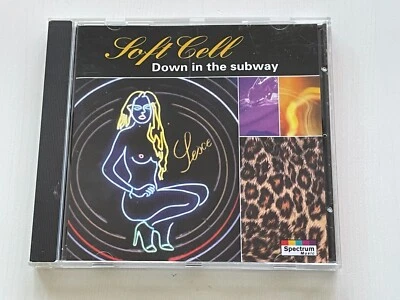 Soft Cell
Down in the subway
Sexe
Spectrum
Music